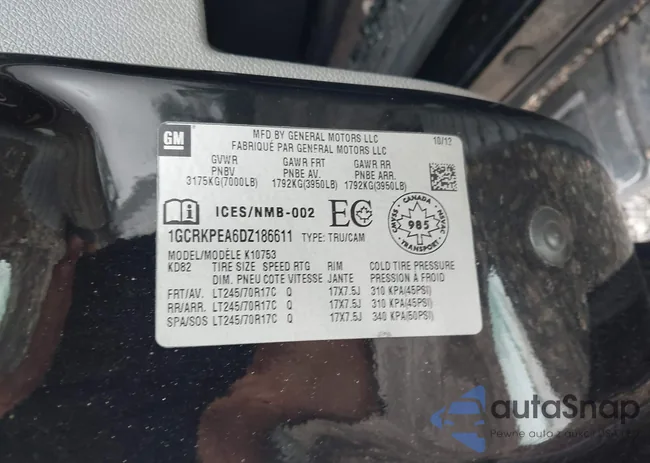 GM
MFD BY GENERAL MOTORS LLC
FABRIQUÉ PAR GENERAL MOTORS LLC
10/12
GVWR GAWR FRT GAWR RR
PNBV PNBE AV. PNBE ARR.
3175KG(7000LB) 1792KG(3950LB) 1792KG(3950LB)
ICES/NMB-002 EC
CANADA
985
TRANSPORT
1GCRKPEA6DZ186611 TYPE: TRU/CAM
MODEL/MODÈLE K10753
KD82 TIRE SIZE SPEED RTG RIM COLD TIRE PRESSURE
DIM.PNEU COTE VITESSE JANTE PRESSION A FROID
FRT/AV. LT245/70R17C Q 17X7.5J 310 KPA(45PSI)
RR/ARR. LT245/70R17C Q 17X7.5J 310 KPA(45PSI)
SPA/SOS LT245/70R17C Q 17X7.5J 340 KPA(50PSI)
autoSnap
Pewne auto z aukcji